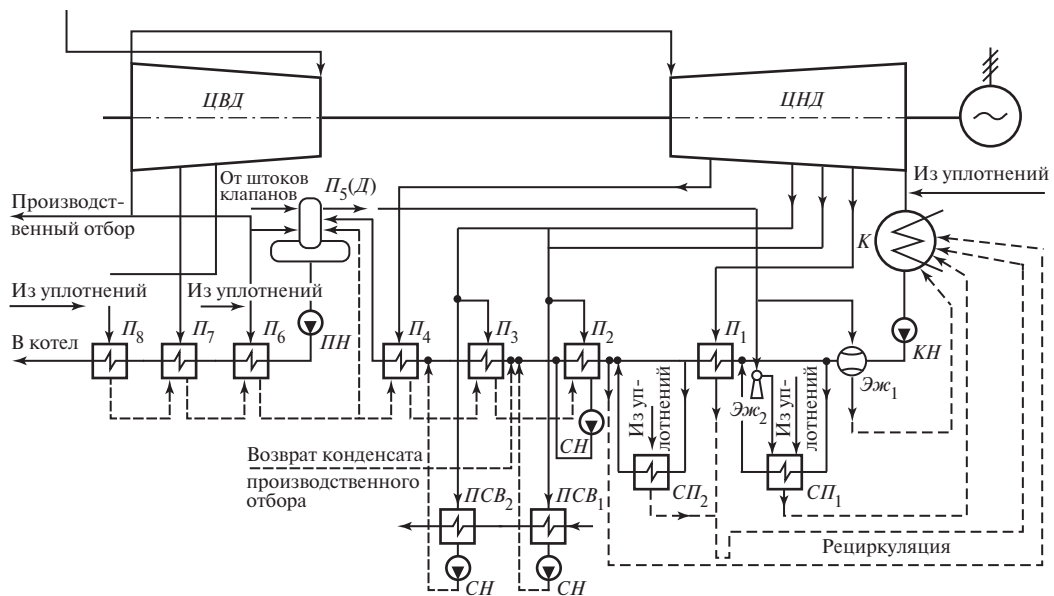 ЦВД
ЦНД
От штоков
клапанов
П5(Д)
Из уплотнений
Производст-
венный отбор
К
Из уплотнений
Из уплотнений
П8
П7
П6
ПН
П4
П3
П2
П1
КН
В котел
Эж1
Эж2
Из уп-
лотнений
Из уп-
лотнений
СН
Возврат конденсата
производственного
отбора
СП2
СП1
ПСВ2
ПСВ1
Рециркуляция
СН
СН